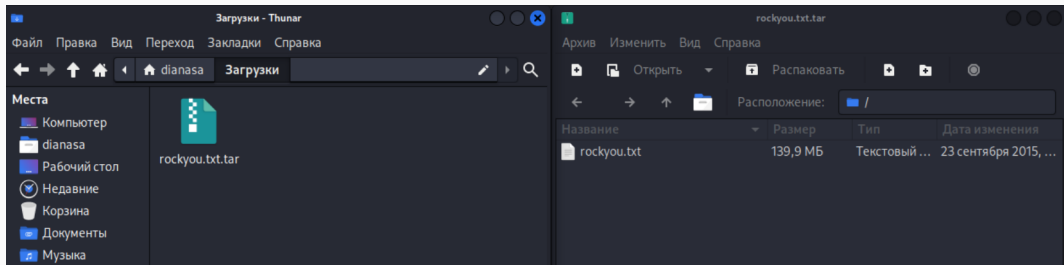 Загрузки - Thunar
Файл Правка Вид Переход Закладки Справка
dianasa Загрузки
Места
Компьютер
dianasa
Рабочий стол
Недавние
Корзина
Документы
Музыка
rockyou.txt.tar
rockyou.txt.tar
Архив Изменить Вид Справка
Открыть Распаковать
Расположение: /
Название Размер Тип Дата изменения
rockyou.txt 139,9 МБ Текстовый ... 23 сентября 2015, ...